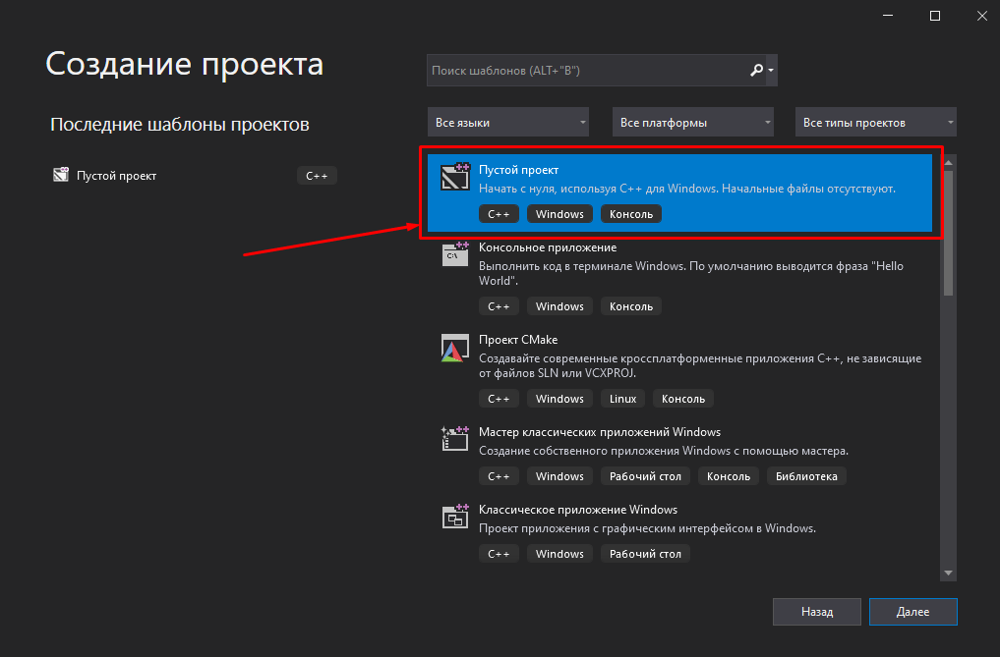 Создание проекта
Поиск шаблонов (ALT+"В")
Последние шаблоны проектов
Все языки
Все платформы
Все типы проектов
Пустой проект
C++
Пустой проект
Начать с нуля, используя C++ для Windows. Начальные файлы отсутствуют.
C++ Windows Консоль
Консольное приложение
Выполнить код в терминале Windows. По умолчанию выводится фраза "Hello
World".
C++ Windows Консоль
Проект CMake
Создавайте современные кроссплатформенные приложения C++, не зависящие
от файлов SLN или VCXPROJ.
C++ Windows Linux Консоль
Мастер классических приложений Windows
Создание собственного приложения Windows с помощью мастера.
C++ Windows Рабочий стол Консоль Библиотека
Классическое приложение Windows
Проект приложения с графическим интерфейсом в Windows.
C++ Windows Рабочий стол
Назад
Далее